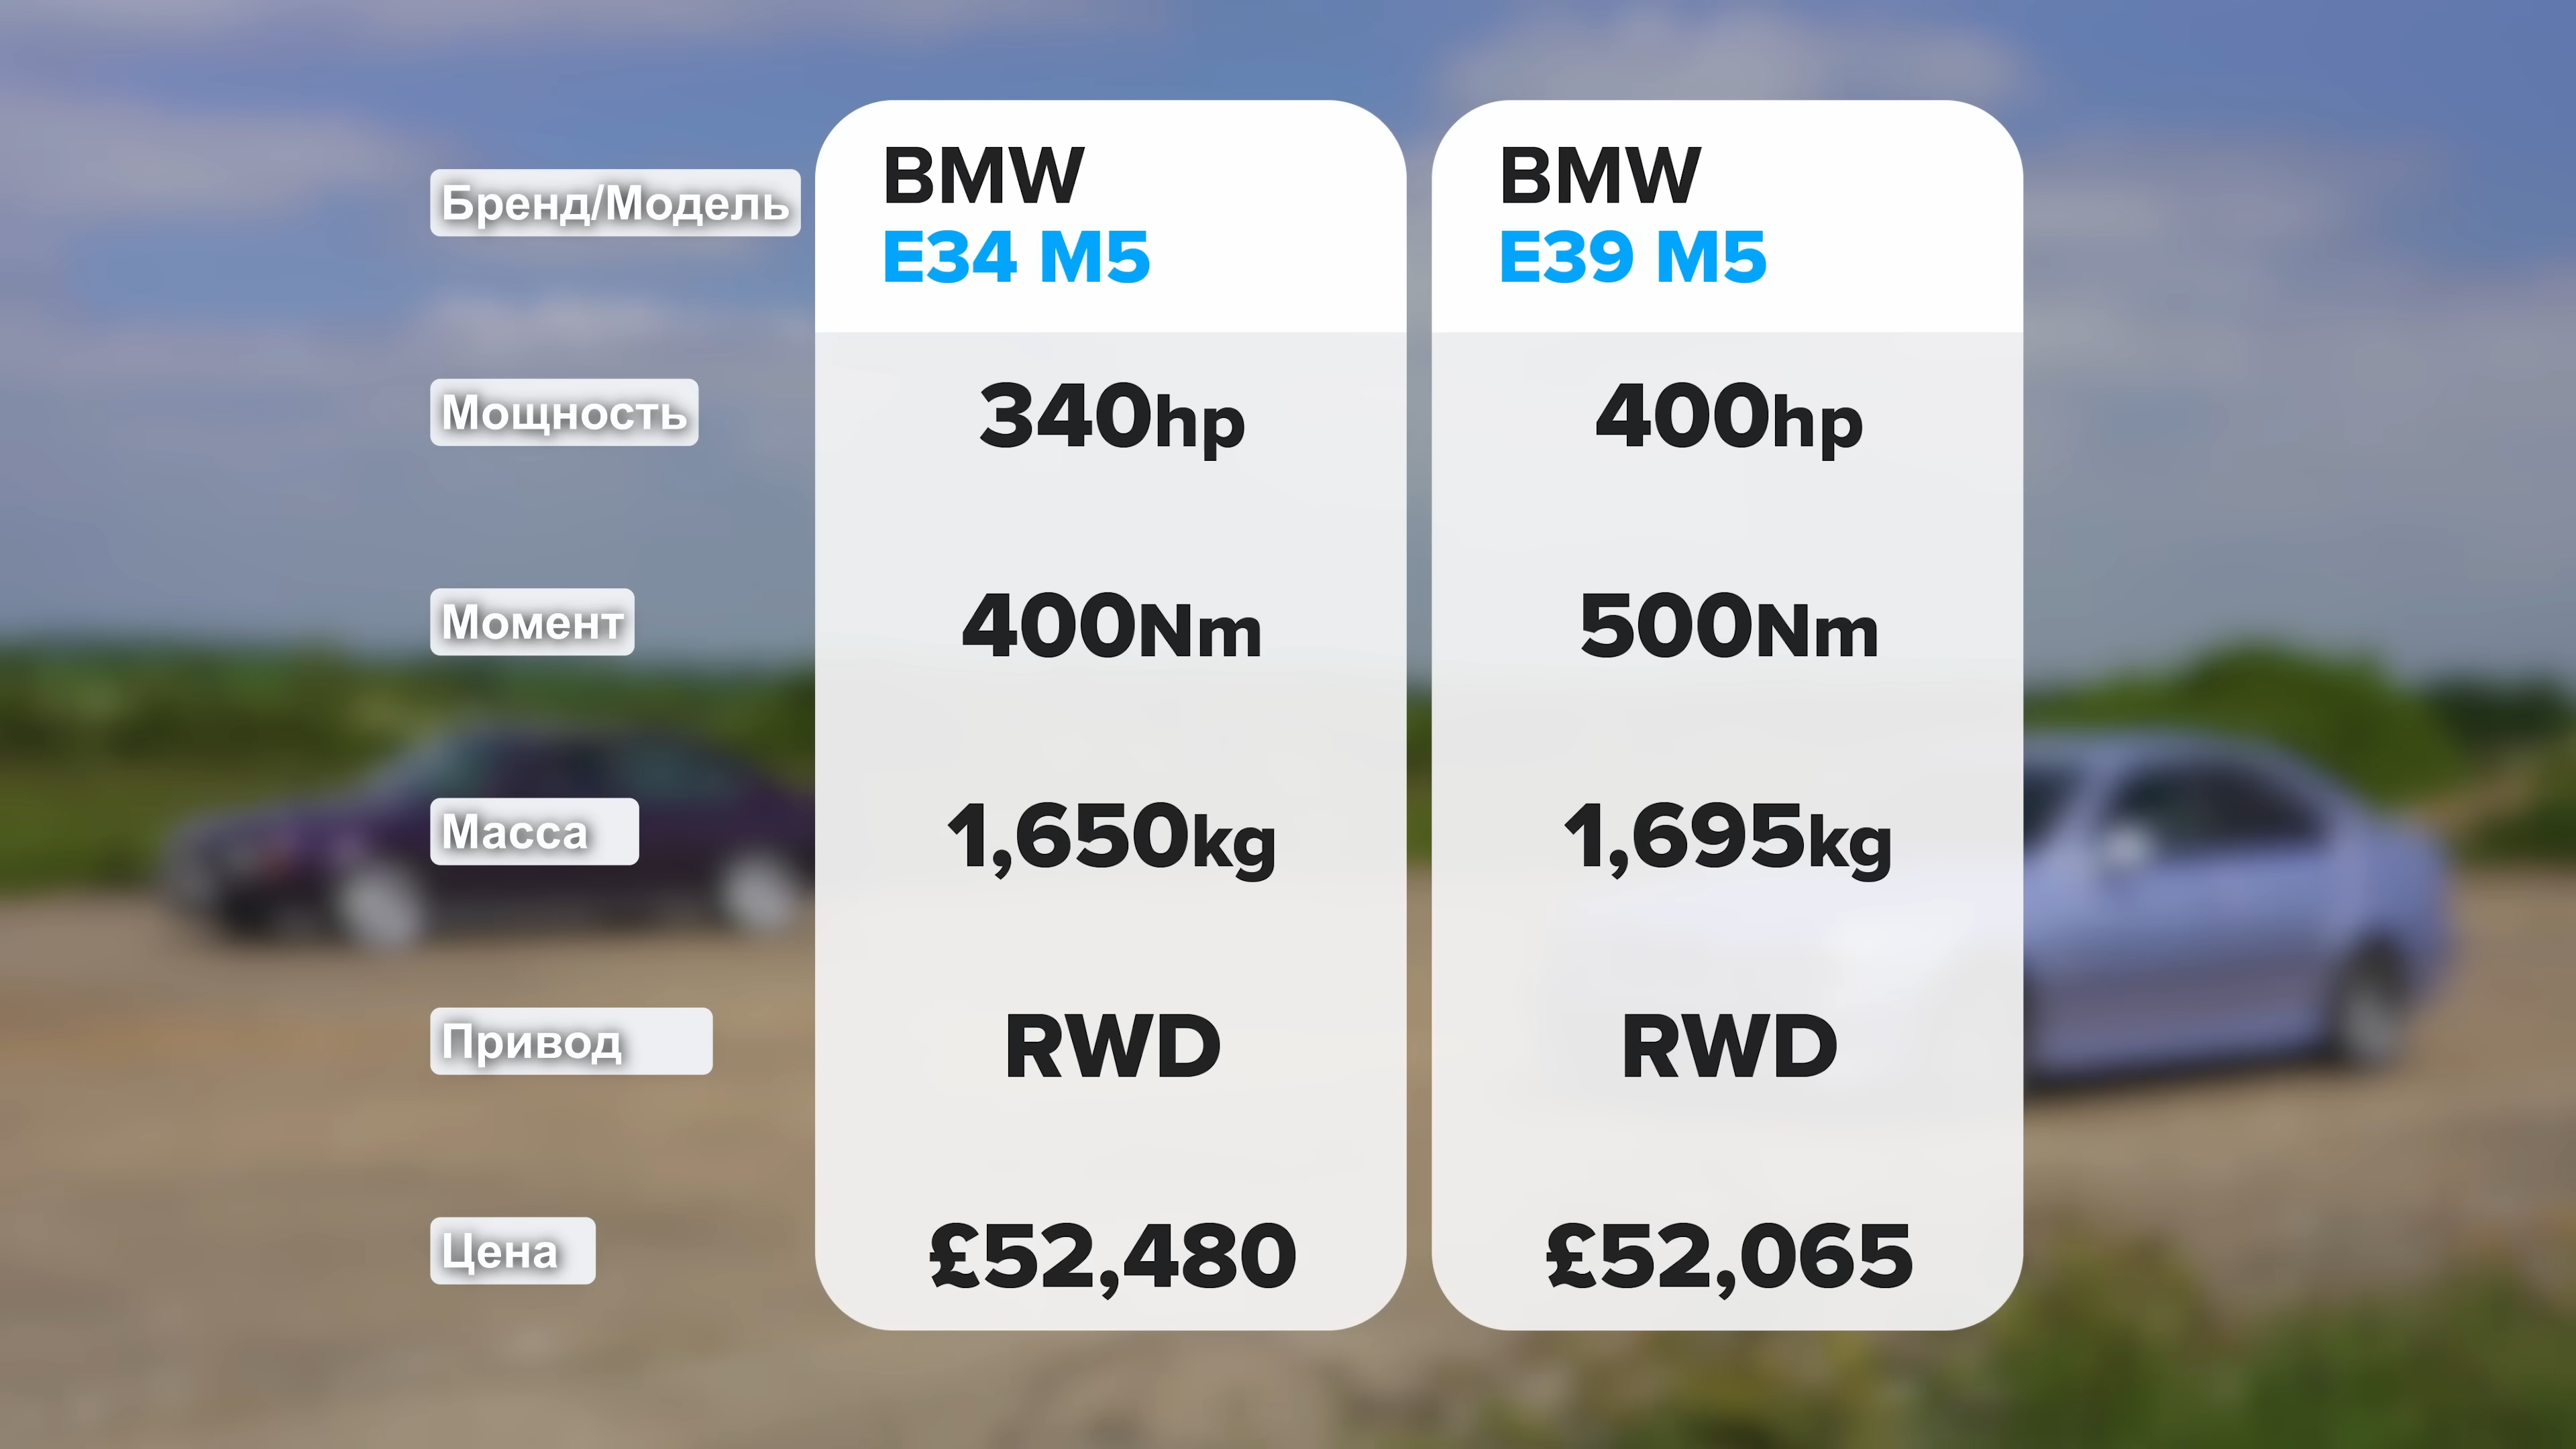 Бренд/Модель
BMW
E34 M5
BMW
E39 M5
Мощность
340hp
400hp
Момент
400Nm
500Nm
Масса
1,650kg
1,695kg
Привод
RWD
RWD
Цена
£52,480
£52,065